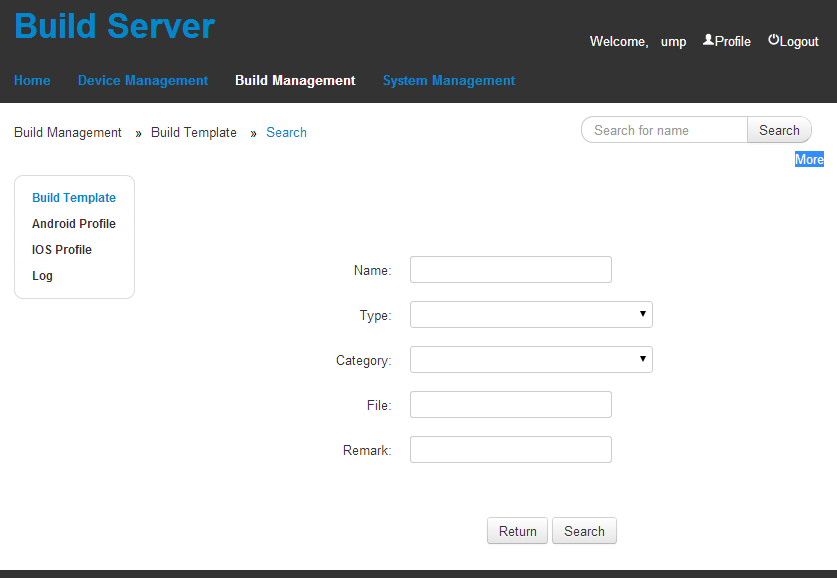 Build Server
Welcome, ump Profile Logout
Home Device Management Build Management System Management
Build Management » Build Template » Search
Search for name Search
More
Build Template
Android Profile
IOS Profile
Log
Name:
Type:
Category:
File:
Remark:
Return Search